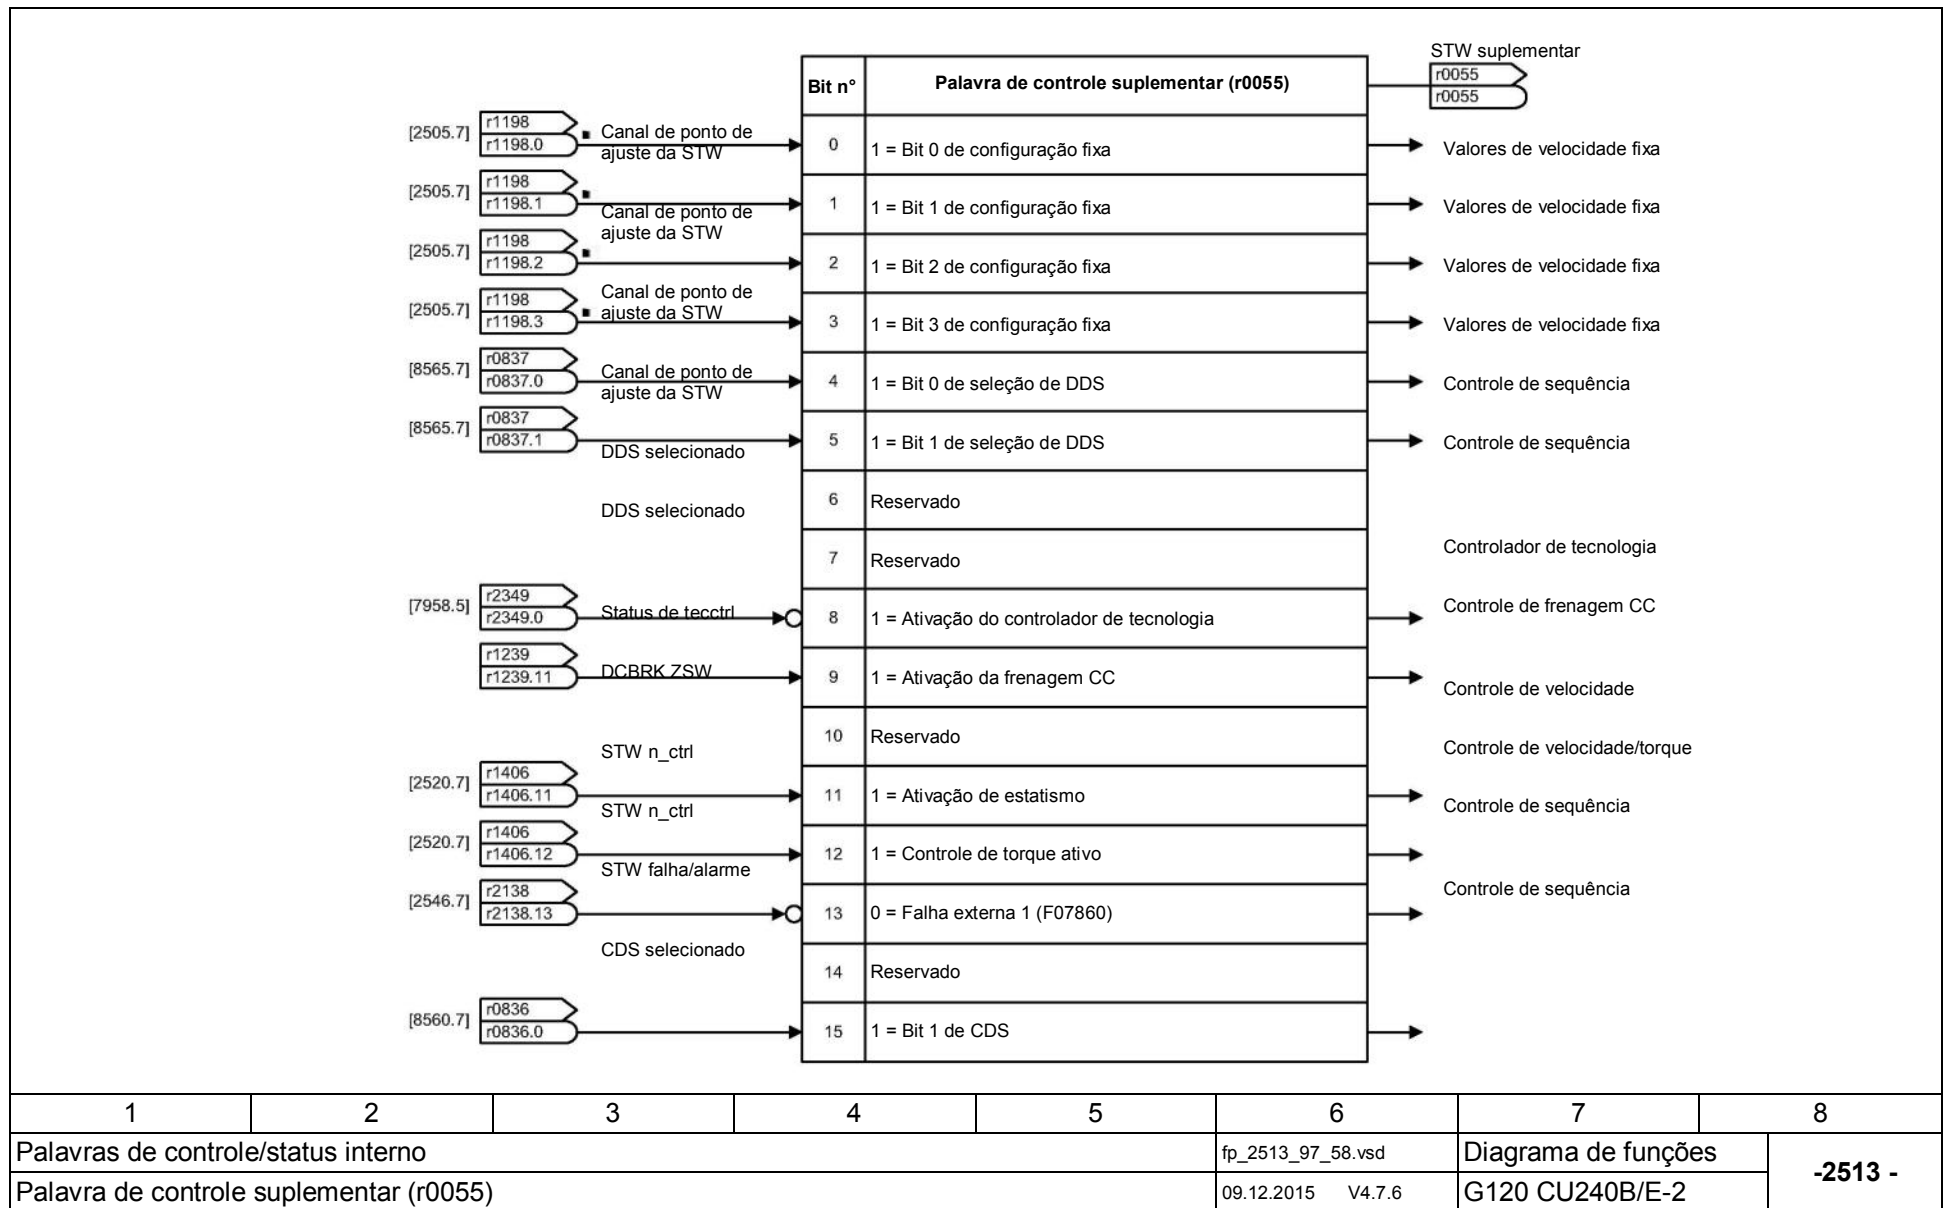 STW suplementar
r0055
r0055
Bit n°
Palavra de controle suplementar (r0055)
[2505.7]
r1198
r1198.0
Canal de ponto de
ajuste da STW
0
1 = Bit 0 de configuração fixa
Valores de velocidade fixa
[2505.7]
r1198
r1198.1
Canal de ponto de
ajuste da STW
1
1 = Bit 1 de configuração fixa
Valores de velocidade fixa
[2505.7]
r1198
r1198.2
2
1 = Bit 2 de configuração fixa
Valores de velocidade fixa
[2505.7]
r1198
r1198.3
Canal de ponto de
ajuste da STW
3
1 = Bit 3 de configuração fixa
Valores de velocidade fixa
[8565.7]
r0837
r0837.0
Canal de ponto de
ajuste da STW
4
1 = Bit 0 de seleção de DDS
Controle de sequência
[8565.7]
r0837
r0837.1
DDS selecionado
5
1 = Bit 1 de seleção de DDS
Controle de sequência
DDS selecionado
6
Reservado
7
Reservado
Controlador de tecnologia
[7958.5]
r2349
r2349.0
Status de tecctrl
8
1 = Ativação do controlador de tecnologia
Controle de frenagem CC
r1239
r1239.11
DCBRK ZSW
9
1 = Ativação da frenagem CC
Controle de velocidade
STW n_ctrl
10
Reservado
Controle de velocidade/torque
[2520.7]
r1406
r1406.11
STW n_ctrl
11
1 = Ativação de estatismo
Controle de sequência
[2520.7]
r1406
r1406.12
STW falha/alarme
12
1 = Controle de torque ativo
Controle de sequência
[2546.7]
r2138
r2138.13
13
0 = Falha externa 1 (F07860)
CDS selecionado
14
Reservado
[8560.7]
r0836
r0836.0
15
1 = Bit 1 de CDS
1 2 3 4 5 6 7 8
Palavras de controle/status interno
fp_2513_97_58.vsd
Diagrama de funções
-2513 -
Palavra de controle suplementar (r0055)
09.12.2015 V4.7.6
G120 CU240B/E-2